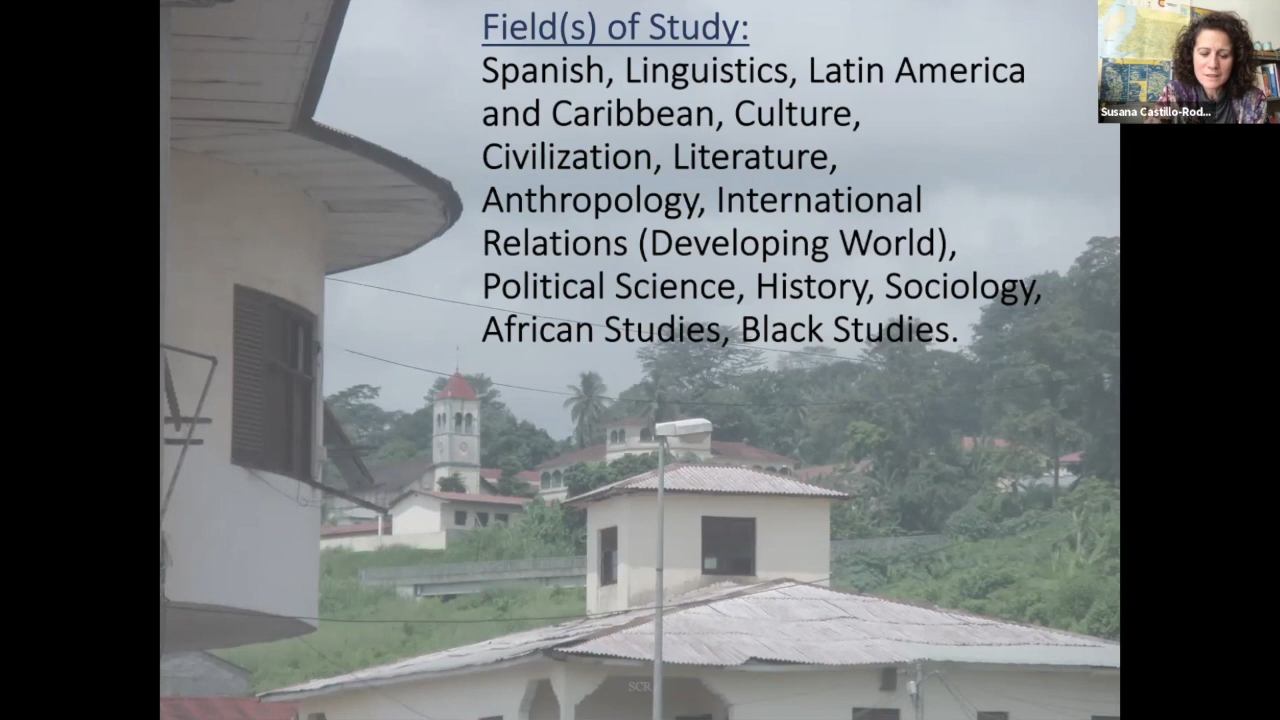 Field(s) of Study:
Spanish, Linguistics, Latin America
and Caribbean, Culture,
Civilization, Literature,
Anthropology, International
Relations (Developing World),
Political Science, History, Sociology,
African Studies, Black Studies.
Susana Castillo-Rod...
SCR